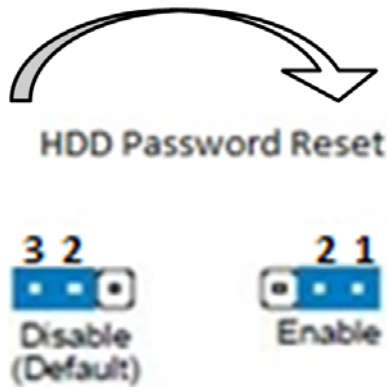 HDD Password Reset
3 2
2 1
Disable
(Default)
Enable